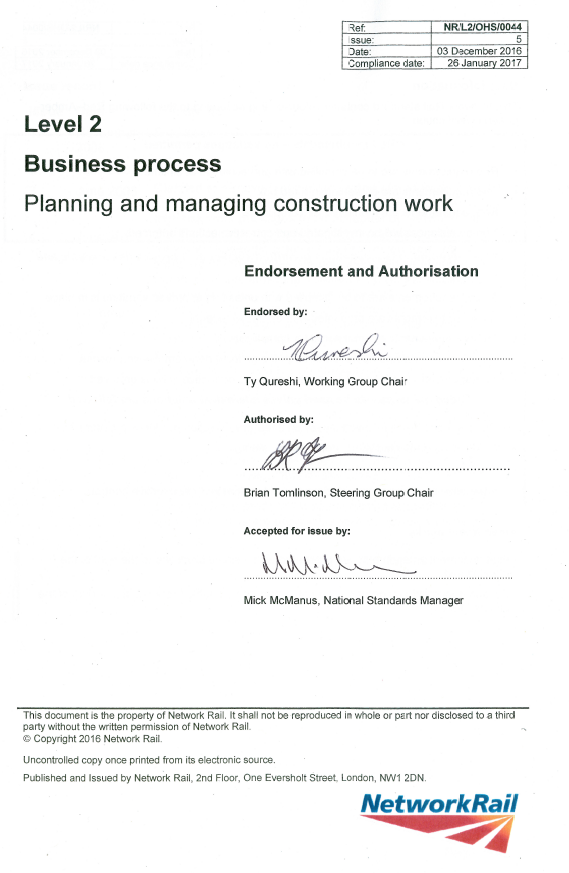 Ref: NR/L2/OHS/0044
Issue: 5
Date: 03 December 2016
Compliance date: 26 January 2017
Level 2
Business process
Planning and managing construction work
Endorsement and Authorisation
Endorsed by:
Qureshi
Ty Qureshi, Working Group Chair
Authorised by:
Brian Tomlinson, Steering Group Chair
Accepted for issue by:
Mick McManus, National Standards Manager
This document is the property of Network Rail. It shall not be reproduced in whole or part nor disclosed to a third
party without the written permission of Network Rail.
© Copyright 2016 Network Rail.
Uncontrolled copy once printed from its electronic source.
Published and Issued by Network Rail, 2nd Floor, One Eversholt Street, London, NW1 2DN.
NetworkRail